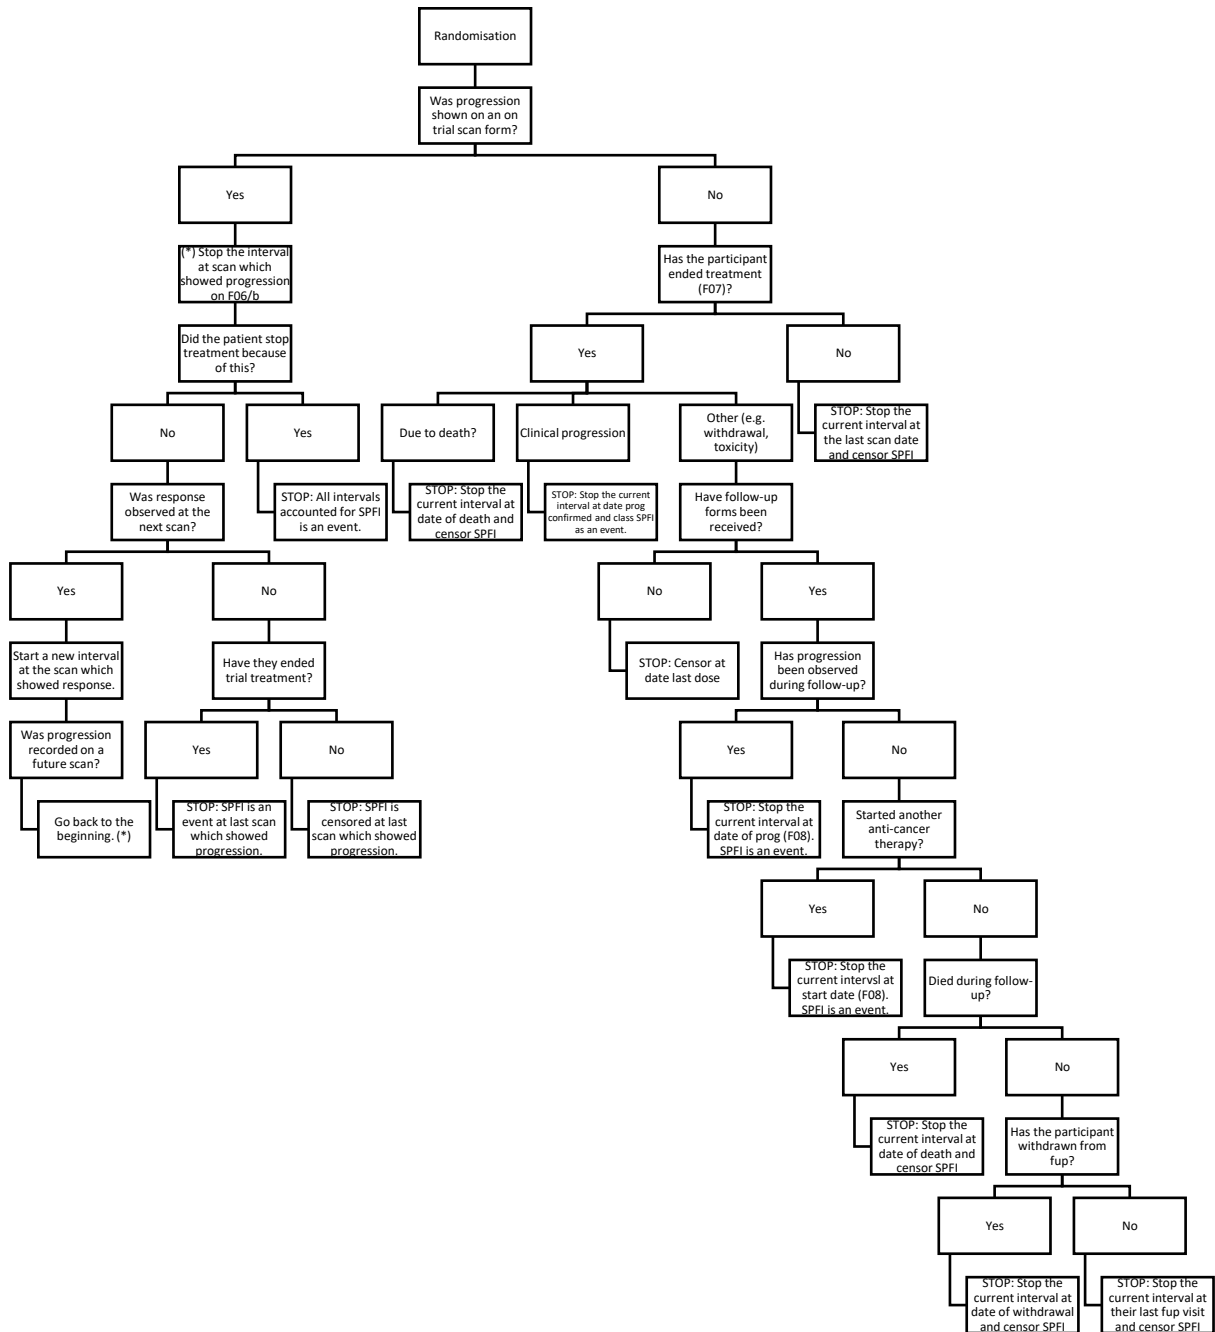 Randomisation
Was progression
shown on an on
trial scan form?
Yes
No
(*) Stop the interval
at scan which
showed progression
on F06/b
Has the participant
ended treatment
(F07)?
Did the patient stop
treatment because
of this?
Yes
No
No
Yes
Due to death?
Clinical progression
Other (e.g.
withdrawal,
toxicity)
STOP: Stop the
current interval at
the last scan date
and censor SPFI
Was response
observed at the
next scan?
STOP: All intervals
accounted for SPFI
is an event.
STOP: Stop the
current interval at
date of death and
censor SPFI
STOP: Stop the current
interval at date prog
confirmed and class SPFI
as an event.
Have follow-up
forms been
received?
Yes
No
No
Yes
Start a new interval
at the scan which
showed response.
Have they ended
trial treatment?
STOP: Censor at
date last dose
Has progression
been observed
during follow-up?
Was progression
recorded on a
future scan?
Yes
No
Yes
No
Go back to the
beginning. (*)
STOP: SPFI is an
event at last scan
which showed
progression.
STOP: SPFI is
censored at last
scan which showed
progression.
STOP: Stop the
current interval at
date of prog (F08).
SPFI is an event.
Started another
anti-cancer
therapy?
Yes
No
STOP: Stop the
current intervsl at
start date (F08).
SPFI is an event.
Died during follow-
up?
Yes
No
STOP: Stop the
current interval at
date of death and
censor SPFI
Has the participant
withdrawn from
fup?
Yes
No
STOP: Stop the
current interval at
date of withdrawal
and censor SPFI
STOP: Stop the
current interval at
their last fup visit
and censor SPFI